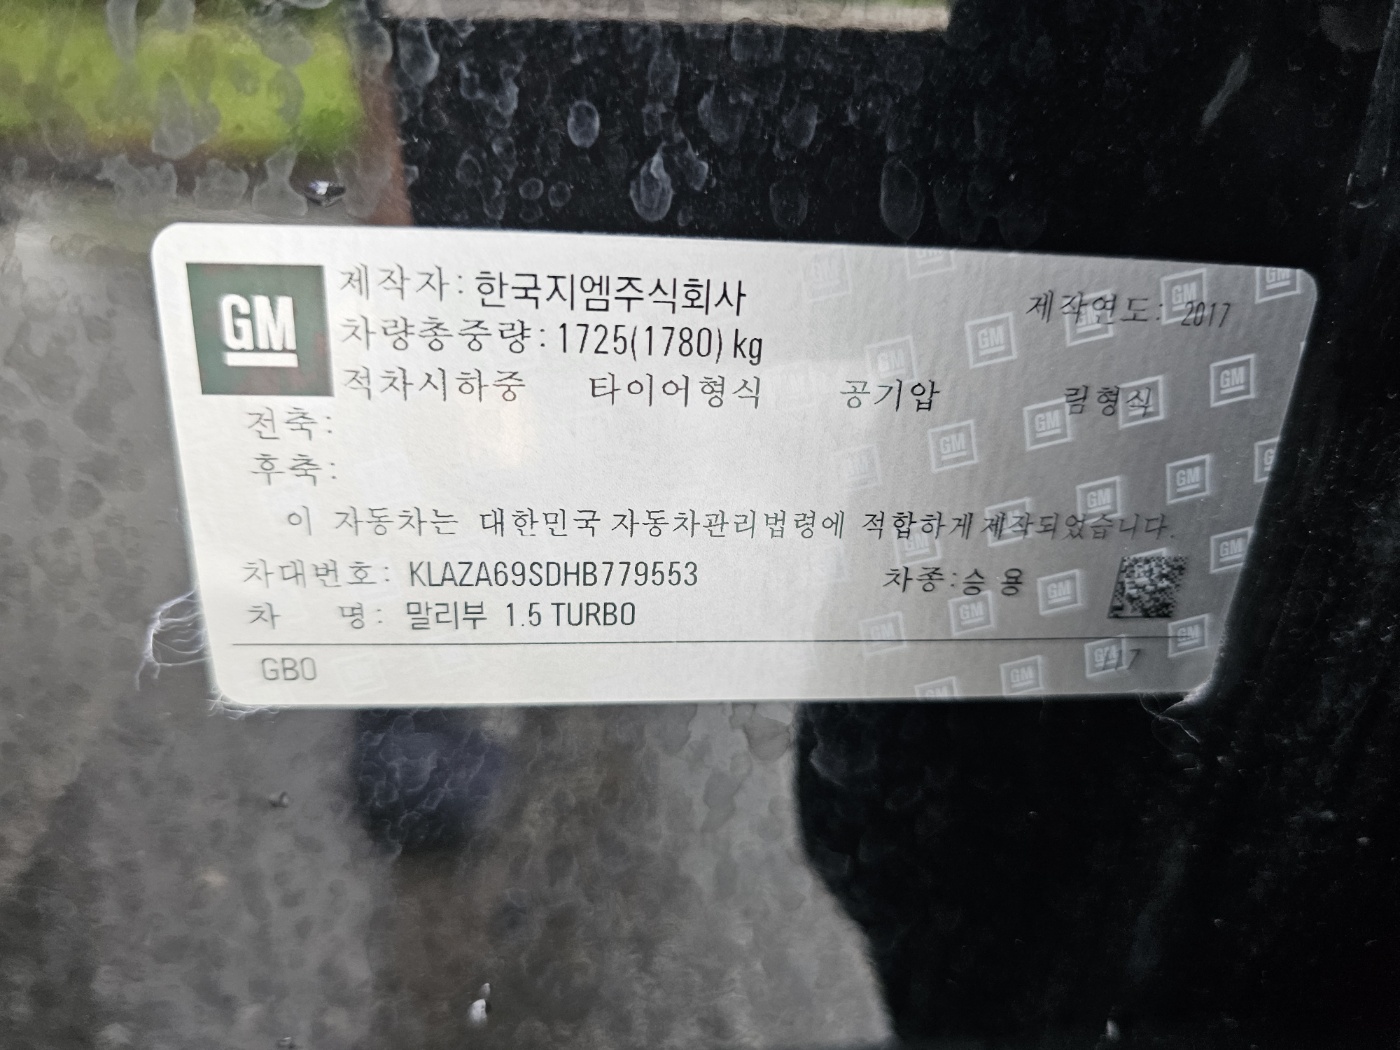 GM 제작자: 한국지엠주식회사 제작연도: 2017
차량총중량: 1725(1780) kg
적차시하중 타이어형식 공기압 림형식
전축:
후축:
이 자동차는 대한민국 자동차관리법령에 적합하게 제작되었습니다.
차대번호: KLAZA69SDHB779553 차종: 승 용
차 명: 말리부 1.5 TURBO
GB0